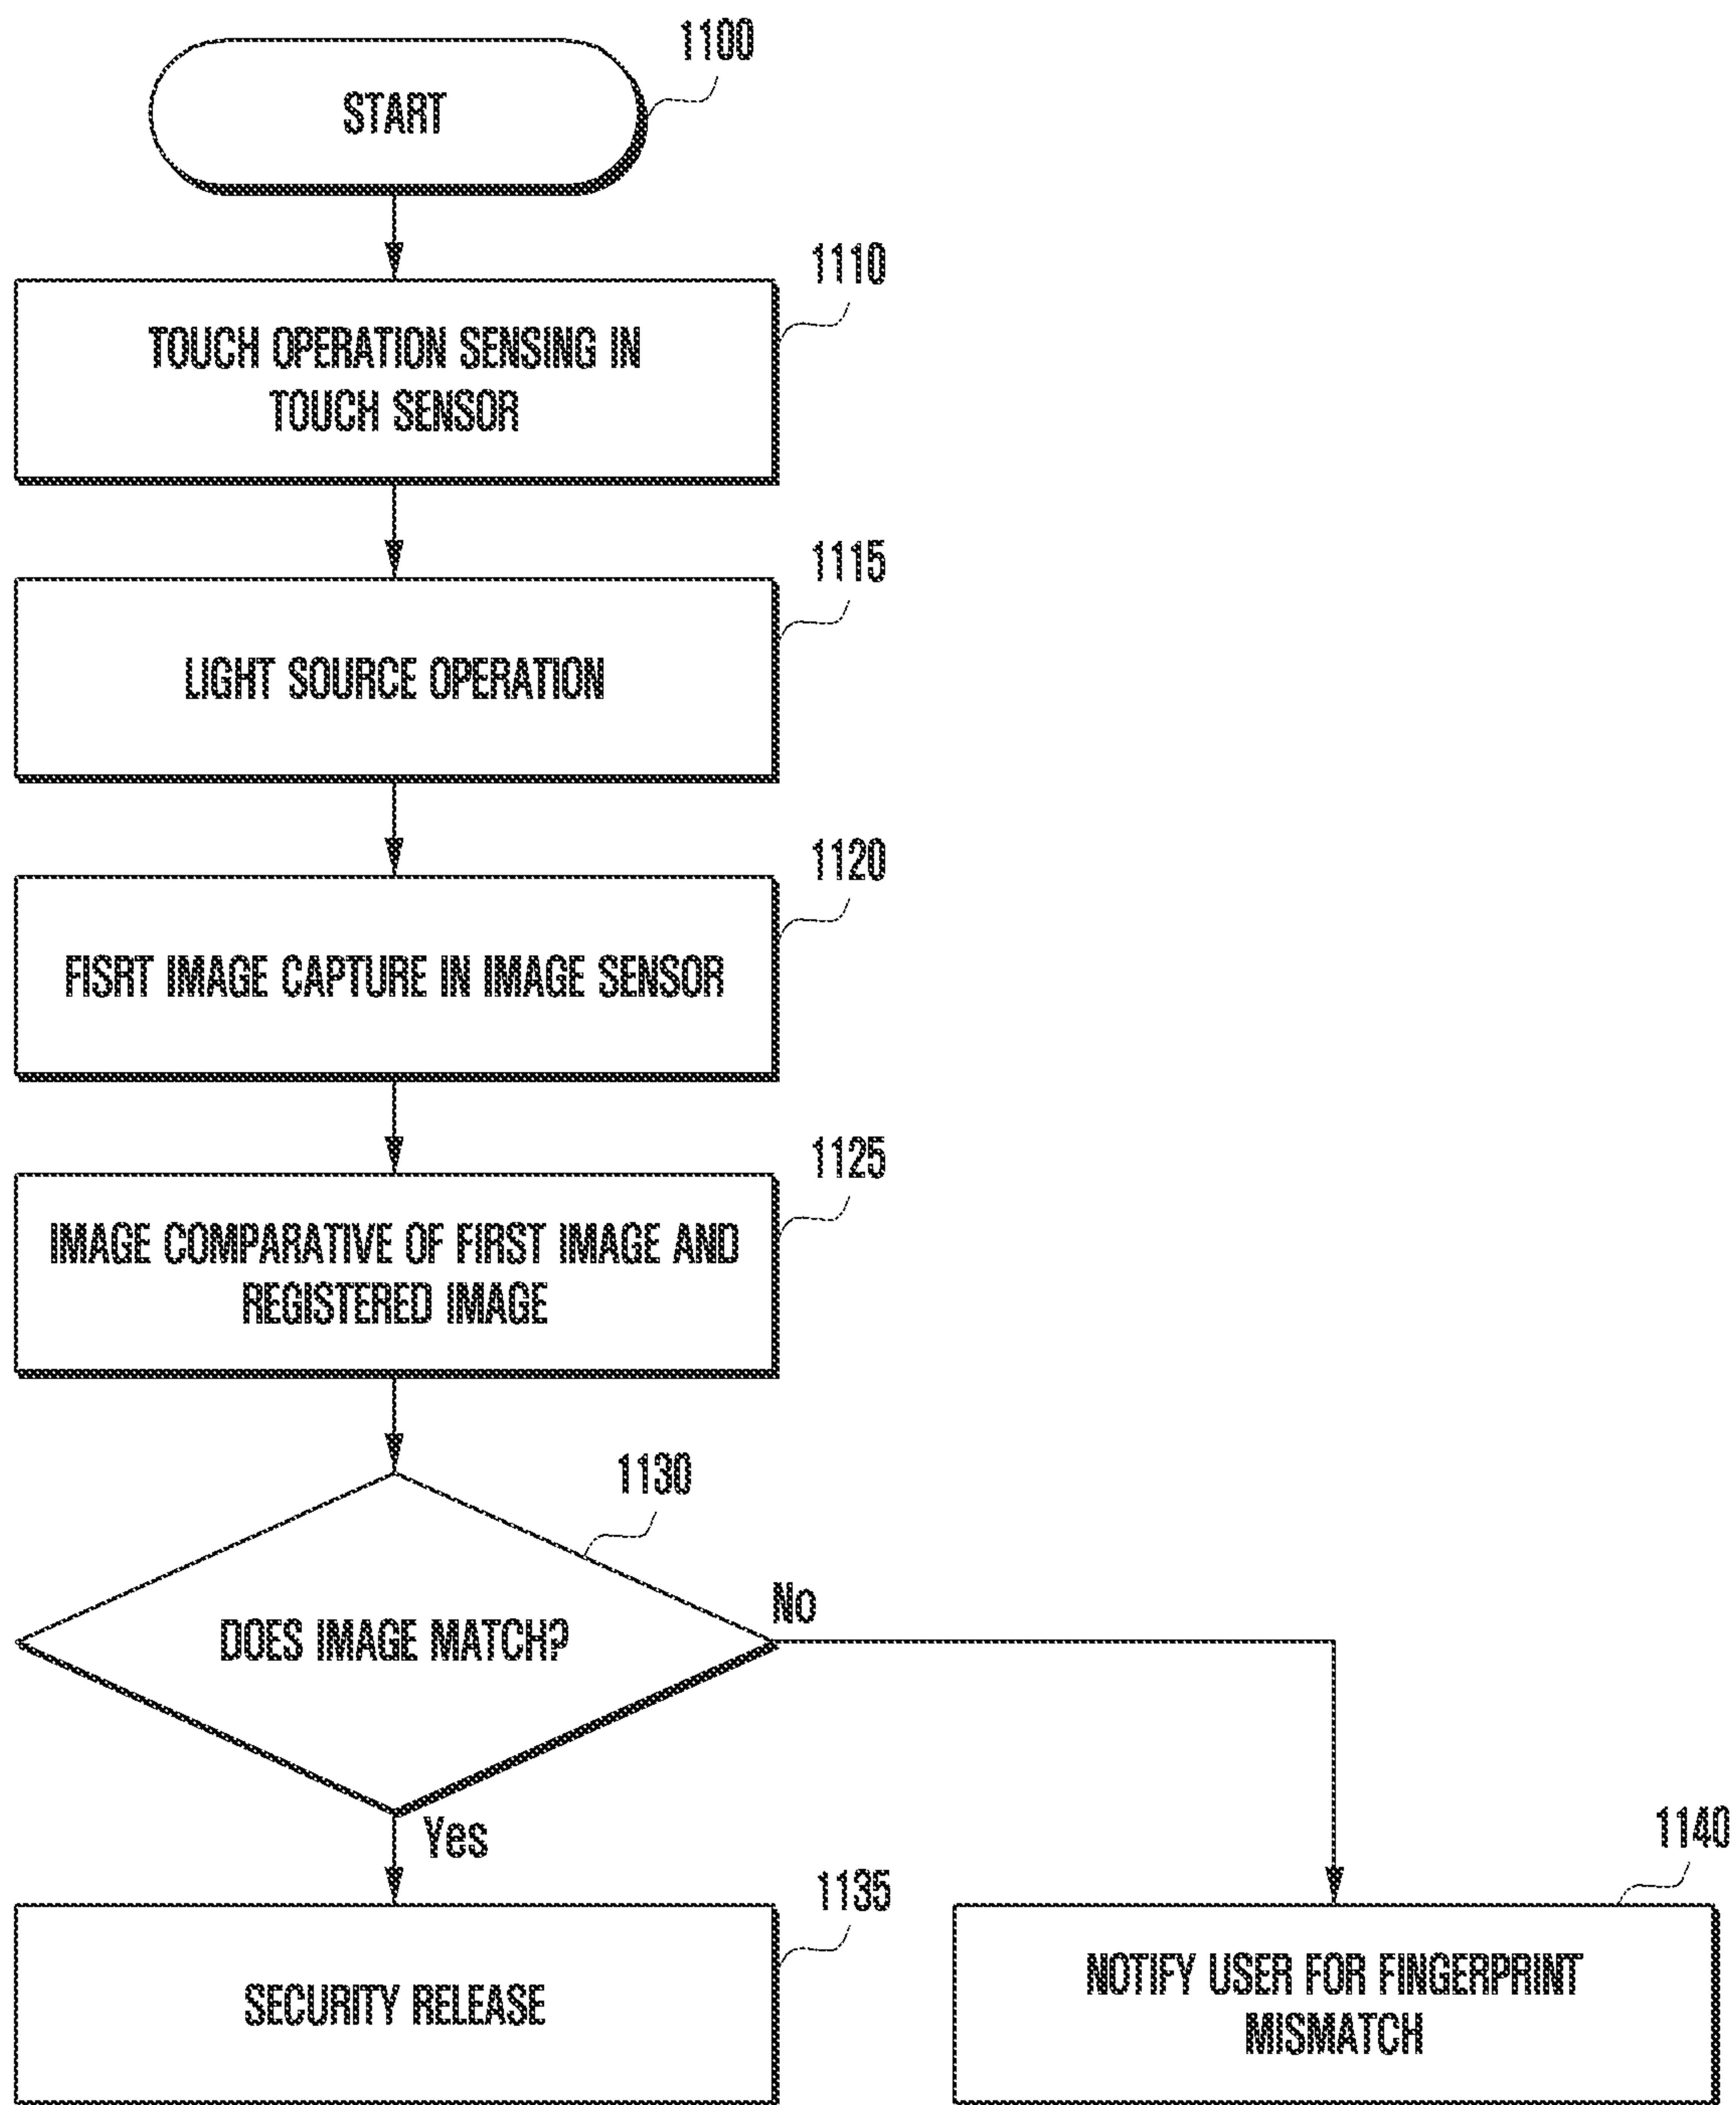 1100
START
1110
TOUCH OPERATION SENSING IN
TOUCH SENSOR
1115
LIGHT SOURCE OPERATION
1120
FISRT IMAGE CAPTURE IN IMAGE SENSOR
1125
IMAGE COMPARATIVE OF FIRST IMAGE AND
REGISTERED IMAGE
1130
DOES IMAGE MATCH?
No
Yes
1135
SECURITY RELEASE
1140
NOTIFY USER FOR FINGERPRINT
MISMATCH